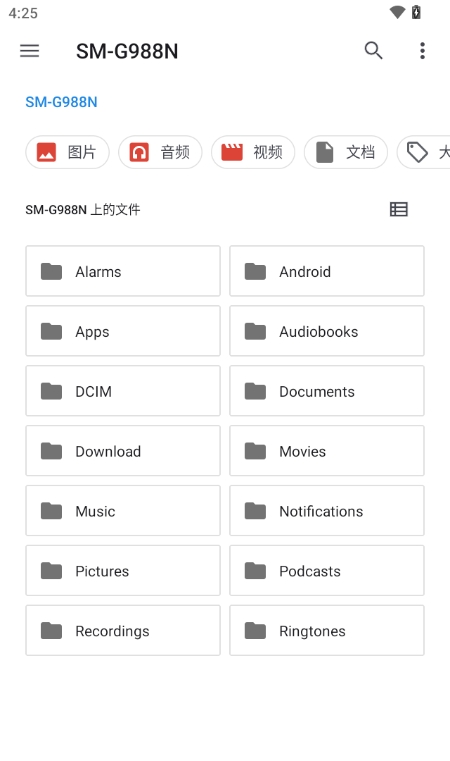 4:25
SM-G988N
SM-G988N
图片 音频 视频 文档 大
SM-G988N 上的文件
Alarms Android
Apps Audiobooks
DCIM Documents
Download Movies
Music Notifications
Pictures Podcasts
Recordings Ringtones